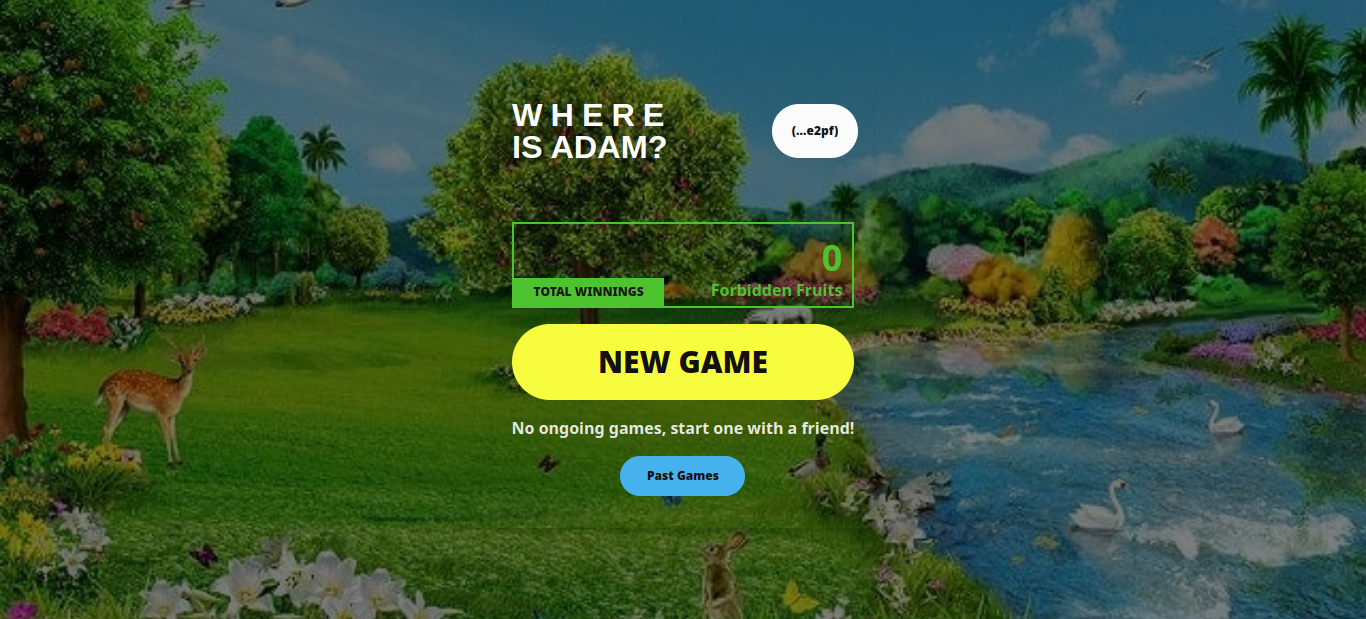 WHERE
IS ADAM?
(...e2pf)
0
TOTAL WINNINGS
Forbidden Fruits
NEW GAME
No ongoing games, start one with a friend!
Past Games